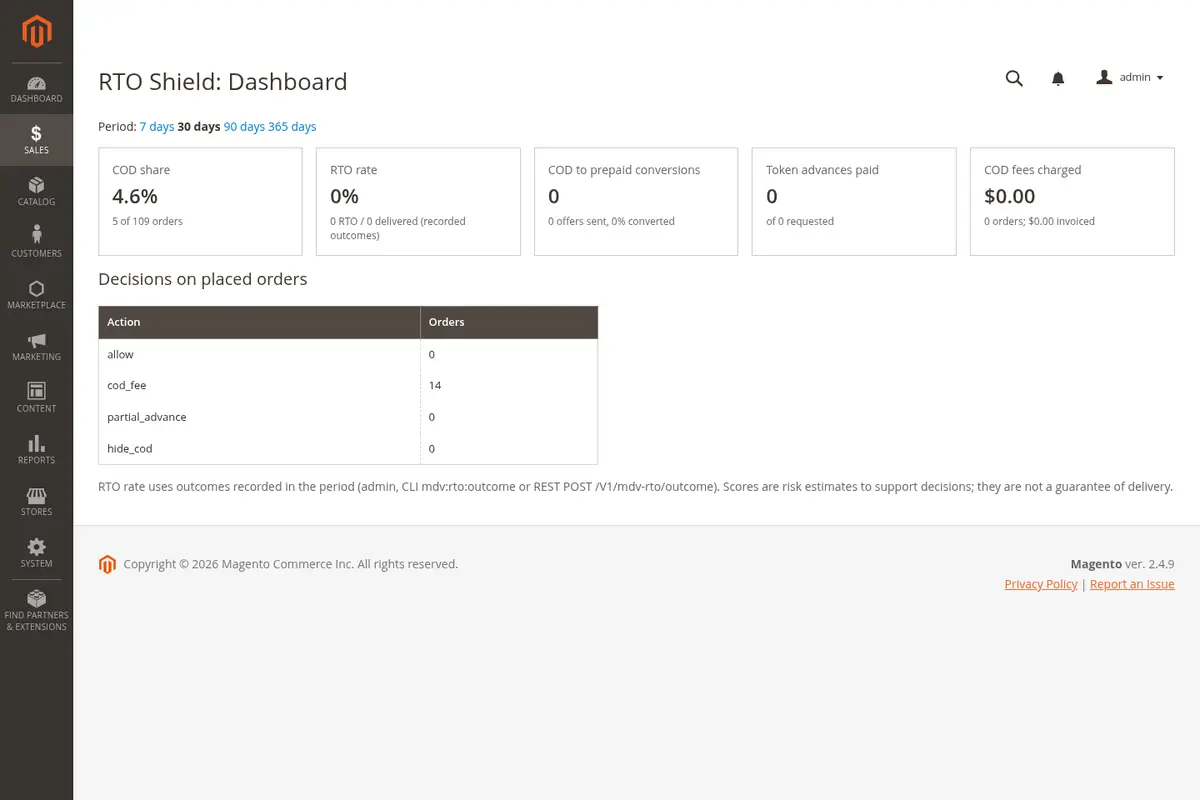 RTO Shield: Dashboard
admin
DASHBOARD
SALES
CATALOG
CUSTOMERS
MARKETPLACE
MARKETING
CONTENT
REPORTS
STORES
SYSTEM
FIND PARTNERS
& EXTENSIONS
Period: 7 days 30 days 90 days 365 days
COD share
4.6%
5 of 109 orders
RTO rate
0%
0 RTO / 0 delivered (recorded
outcomes)
COD to prepaid conversions
0
0 offers sent, 0% converted
Token advances paid
0
of 0 requested
COD fees charged
$0.00
0 orders; $0.00 invoiced
Decisions on placed orders
Action Orders
allow 0
cod_fee 14
partial_advance 0
hide_cod 0
RTO rate uses outcomes recorded in the period (admin, CLI mdv:rto:outcome or REST POST /V1/mdv-rto/outcome). Scores are risk estimates to support decisions; they are not a guarantee of delivery.
Copyright © 2026 Magento Commerce Inc. All rights reserved.
Magento ver. 2.4.9
Privacy Policy | Report an Issue